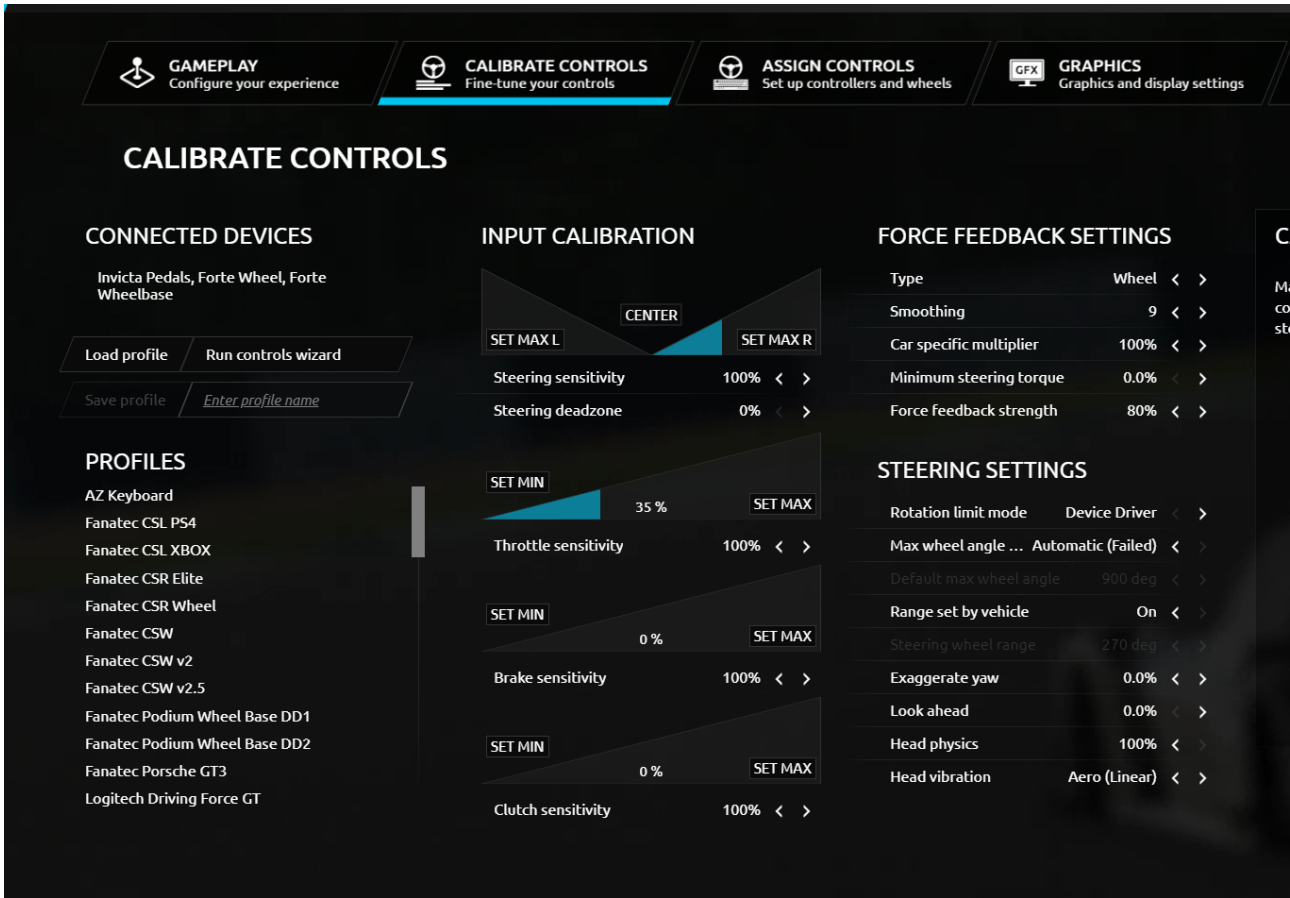 GAMEPLAY
Configure your experience
CALIBRATE CONTROLS
Fine-tune your controls
ASSIGN CONTROLS
Set up controllers and wheels
GFX
GRAPHICS
Graphics and display settings
CALIBRATE CONTROLS
CONNECTED DEVICES
Invicta Pedals, Forte Wheel, Forte
Wheelbase
Load profile
Run controls wizard
Save profile
Enter profile name
PROFILES
AZ Keyboard
Fanatec CSL PS4
Fanatec CSL XBOX
Fanatec CSR Elite
Fanatec CSR Wheel
Fanatec CSW
Fanatec CSW v2
Fanatec CSW v2.5
Fanatec Podium Wheel Base DD1
Fanatec Podium Wheel Base DD2
Fanatec Porsche GT3
Logitech Driving Force GT
INPUT CALIBRATION
CENTER
SET MAX L
SET MAX R
Steering sensitivity 100%
Steering deadzone 0%
SET MIN
35 %
SET MAX
Throttle sensitivity 100%
SET MIN
0 %
SET MAX
Brake sensitivity 100%
SET MIN
0 %
SET MAX
Clutch sensitivity 100%
FORCE FEEDBACK SETTINGS
Type Wheel
Smoothing 9
Car specific multiplier 100%
Minimum steering torque 0.0%
Force feedback strength 80%
STEERING SETTINGS
Rotation limit mode Device Driver
Max wheel angle ... Automatic (Failed)
Default max wheel angle 900 deg
Range set by vehicle On
Steering wheel range 270 deg
Exaggerate yaw 0.0%
Look ahead 0.0%
Head physics 100%
Head vibration Aero (Linear)